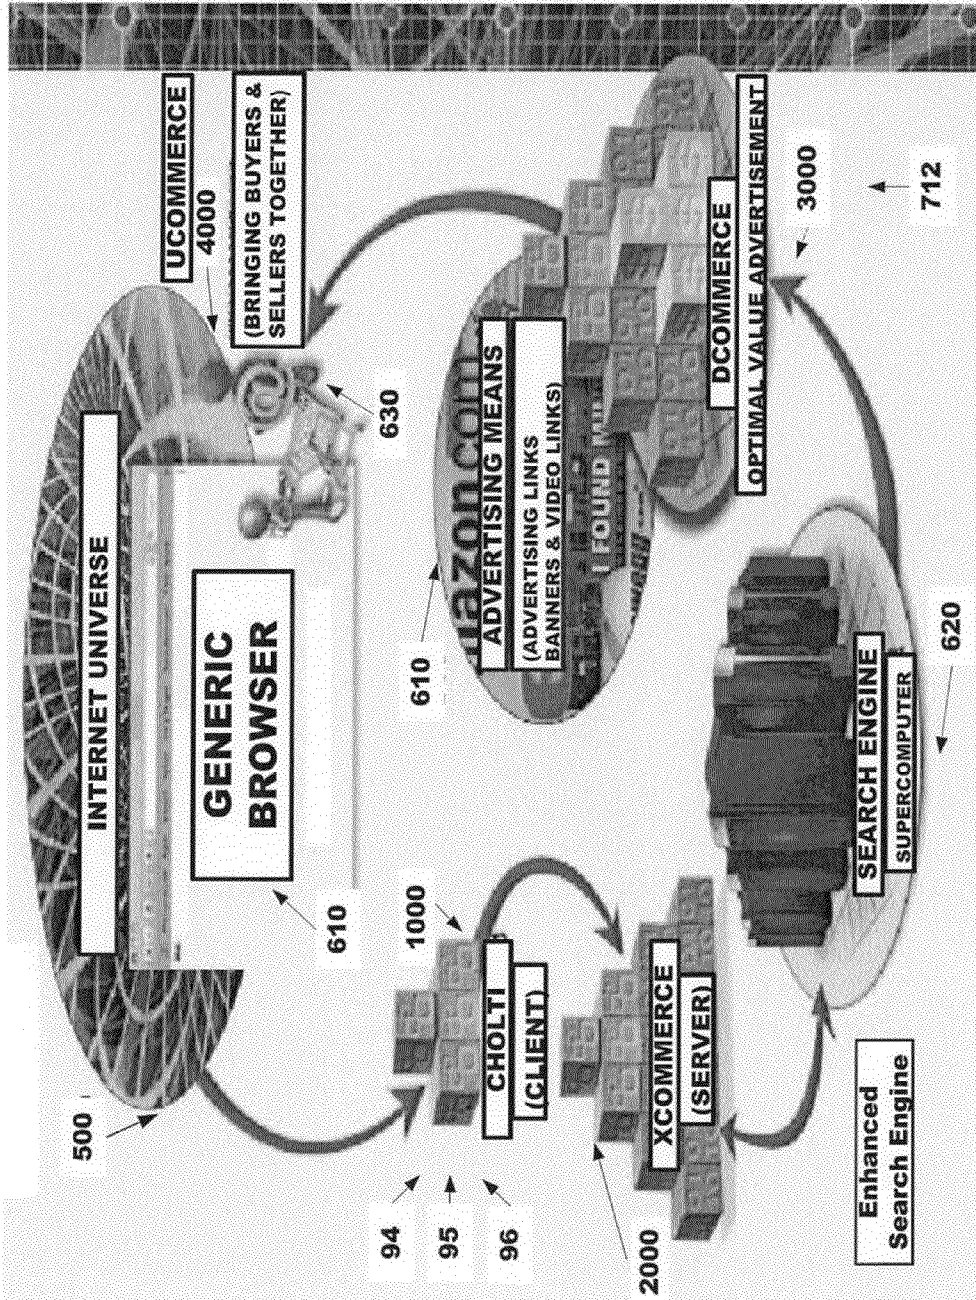 INTERNET UNIVERSE
500
GENERIC
BROWSER
610
UCOMMERCE
4000
(BRINGING BUYERS &
SELLERS TOGETHER)
630
94
95
96
1000
CHOLTI
(CLIENT)
610
mazon.com
ADVERTISING MEANS
(ADVERTISING LINKS
BANNERS & VIDEO LINKS)
I FOUND
2000
XCOMMERCE
(SERVER)
DCOMMERCE
OPTIMAL VALUE ADVERTISEMENT
3000
712
SEARCH ENGINE
SUPERCOMPUTER
620
Enhanced
Search Engine